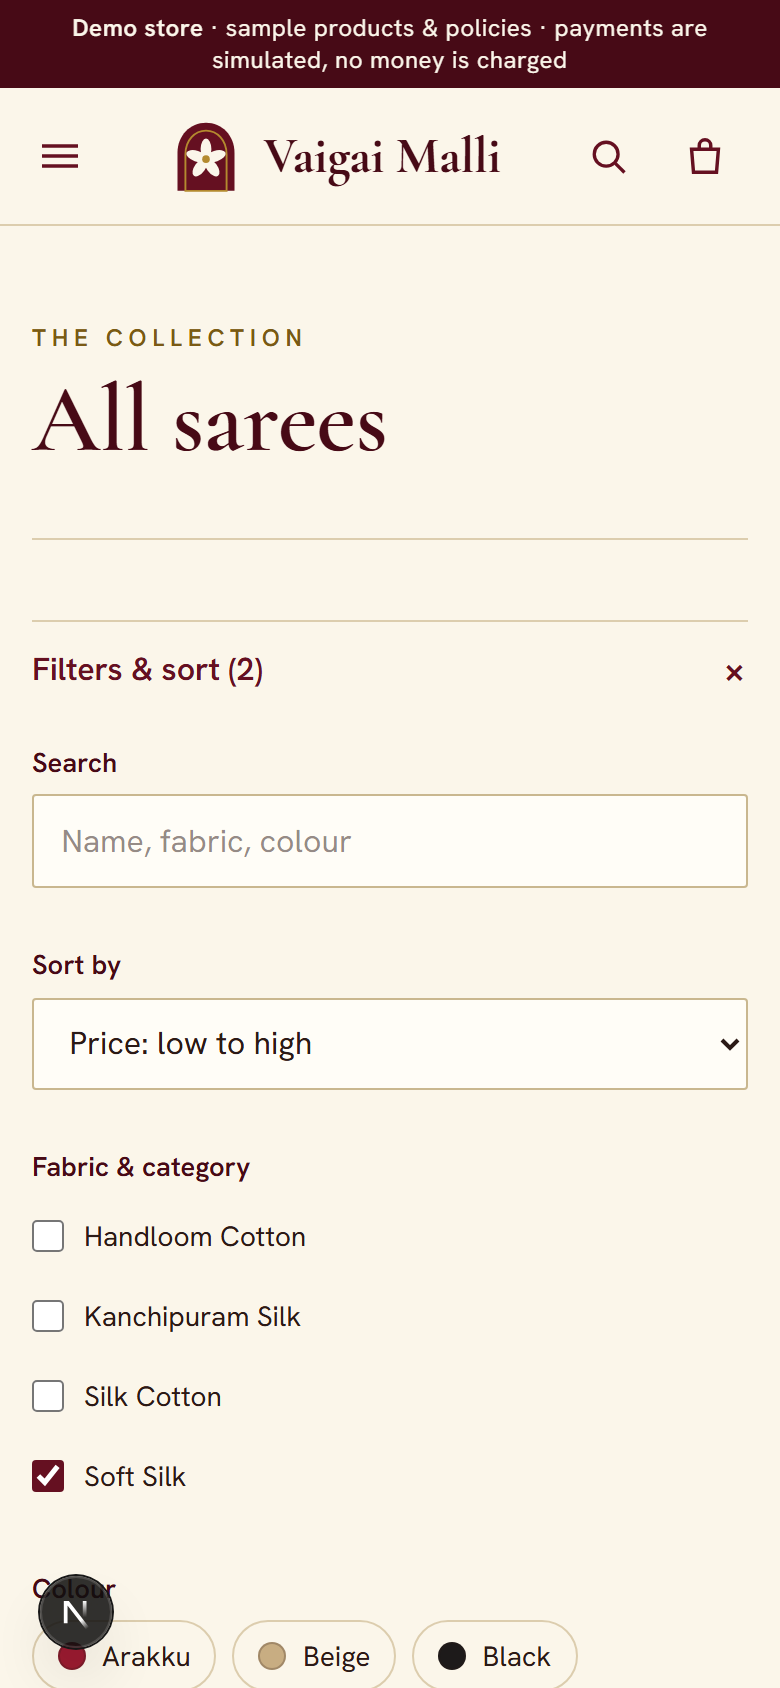 Demo store · sample products & policies · payments are
simulated, no money is charged
Vaigai Malli
THE COLLECTION
All sarees
Filters & sort (2)
×
Search
Name, fabric, colour
Sort by
Price: low to high
Fabric & category
Handloom Cotton
Kanchipuram Silk
Silk Cotton
Soft Silk
Colour
N
Arakku
Beige
Black